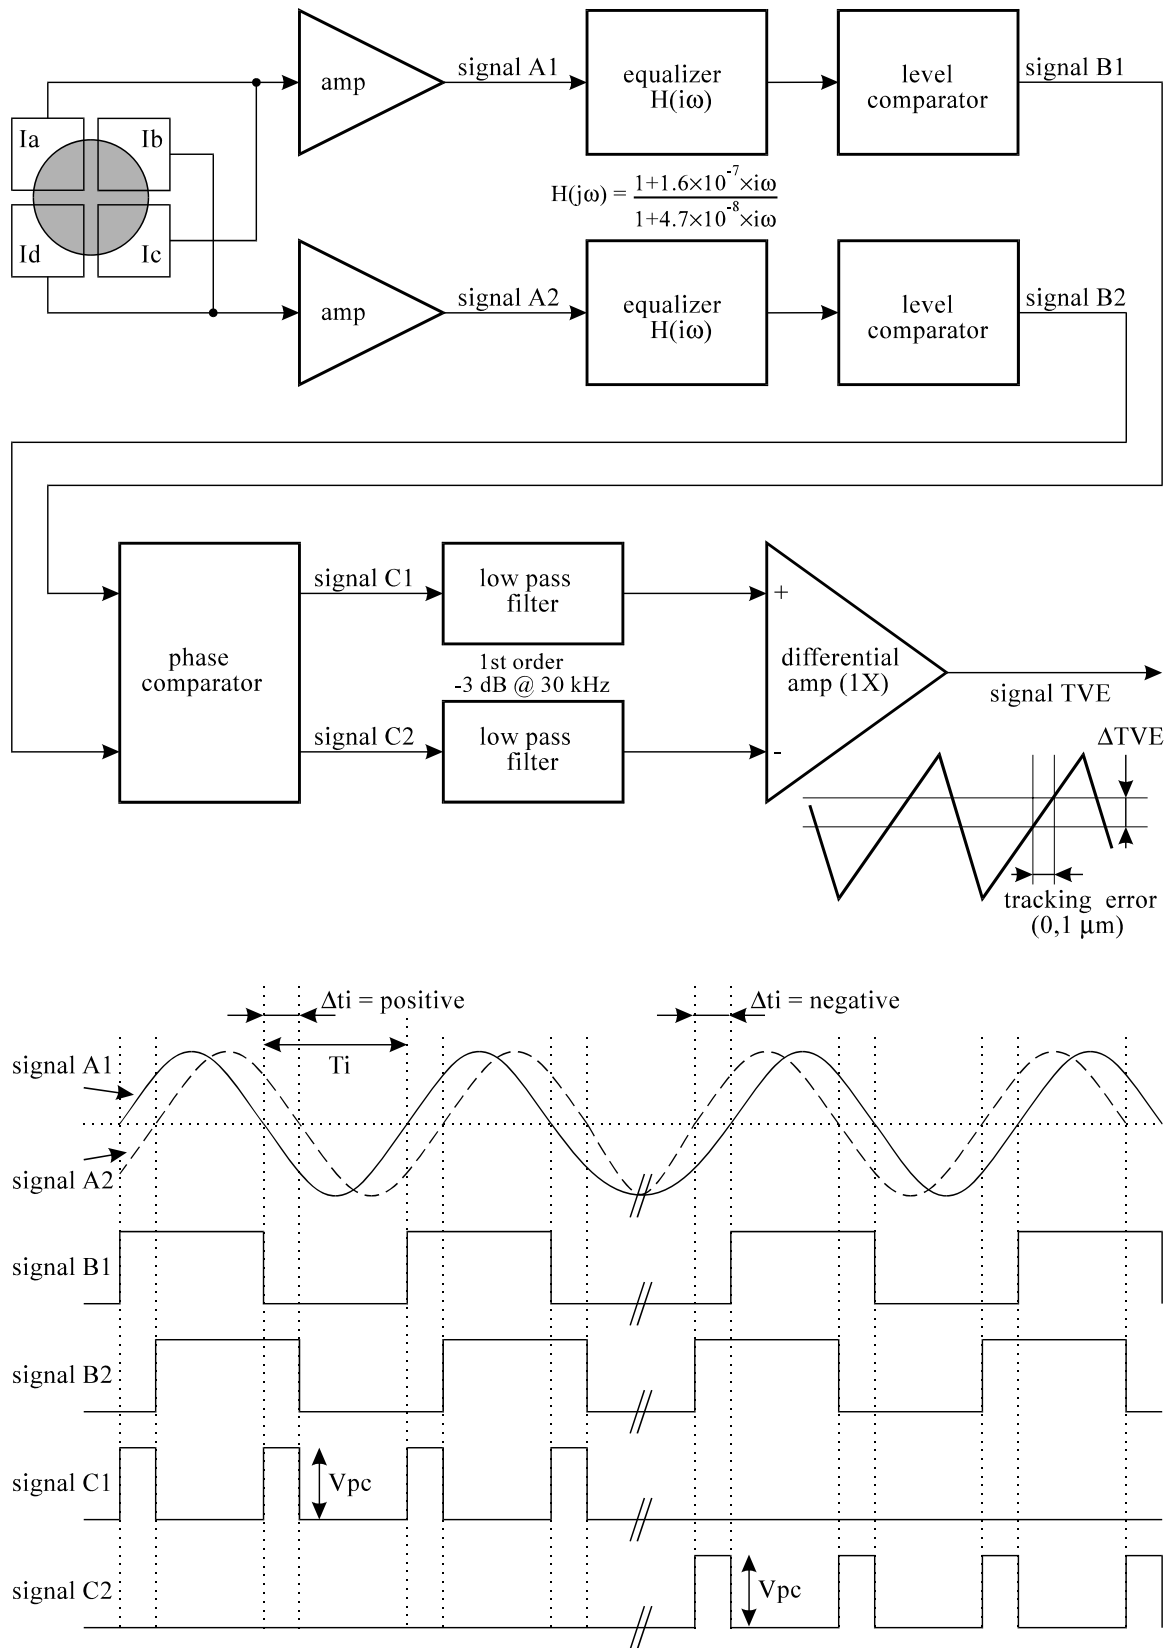 amp
signal A1
equalizer
H(iω)
level
comparator
signal B1
Ia
Ib
Id
Ic
H(jω) = 1+1.6×10⁻⁷×iω
1+4.7×10⁻⁸×iω
amp
signal A2
equalizer
H(iω)
level
comparator
signal B2
phase
comparator
signal C1
low pass
filter
1st order
-3 dB @ 30 kHz
signal C2
low pass
filter
+
differential
amp (1X)
-
signal TVE
ΔTVE
tracking error
(0,1 µm)
Δti = positive
Δti = negative
Ti
signal A1
signal A2
signal B1
signal B2
signal C1
Vpc
signal C2
Vpc